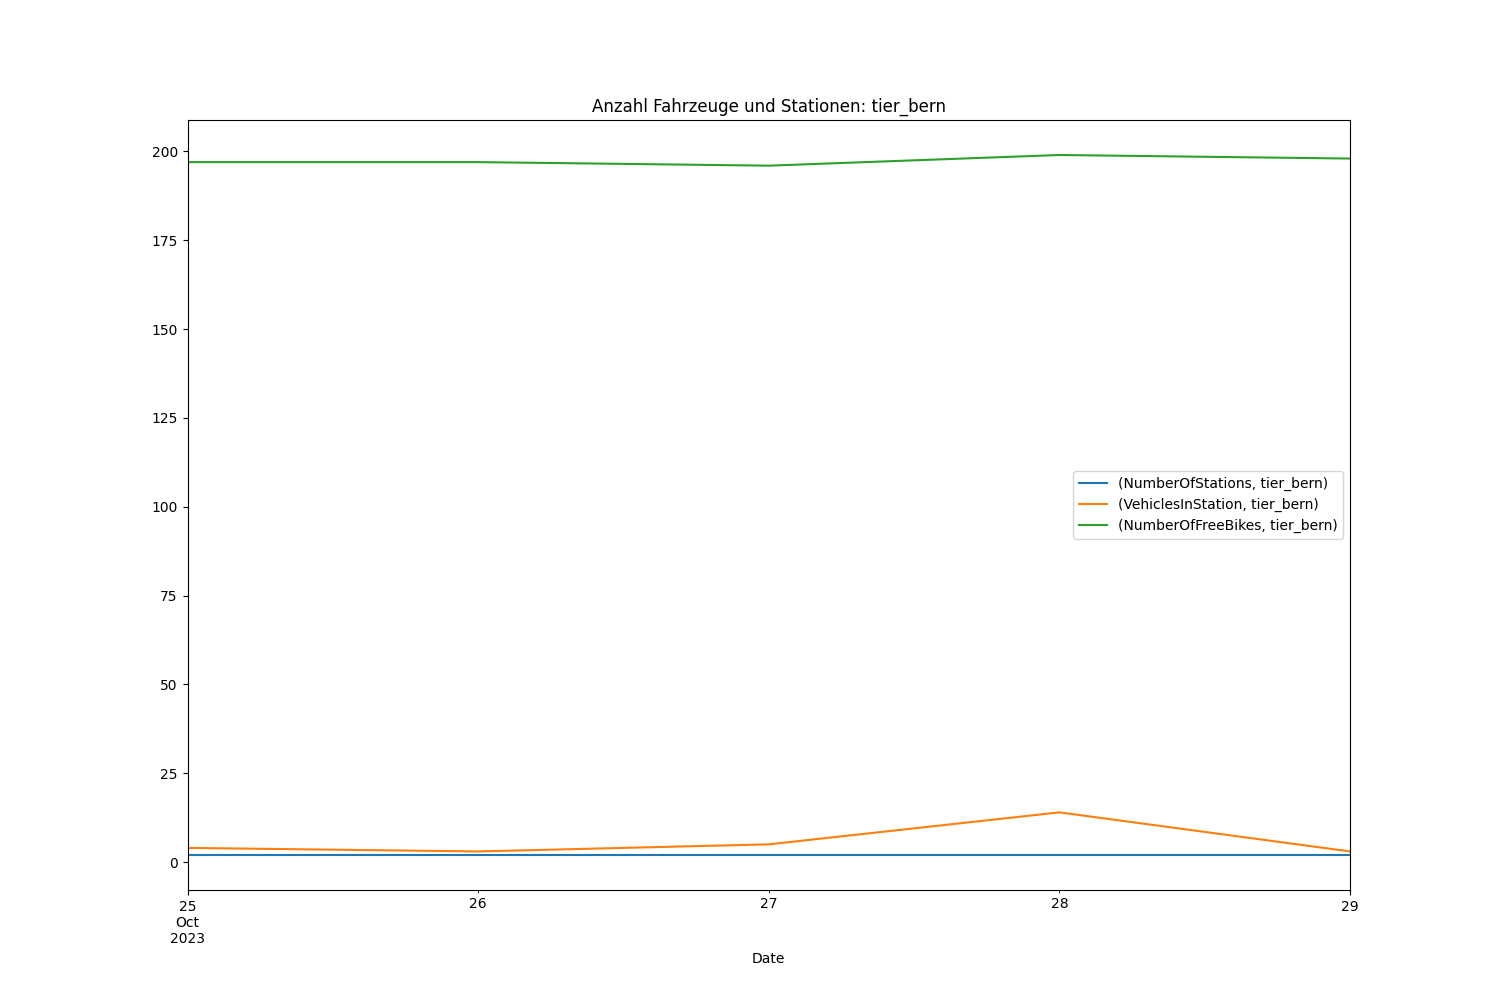 Anzahl Fahrzeuge und Stationen: tier_bern
200
175
150
125
100
75
50
25
0
(NumberOfStations, tier_bern)
(VehiclesInStation, tier_bern)
(NumberOfFreeBikes, tier_bern)
25 26 27 28 29
Oct
2023
Date